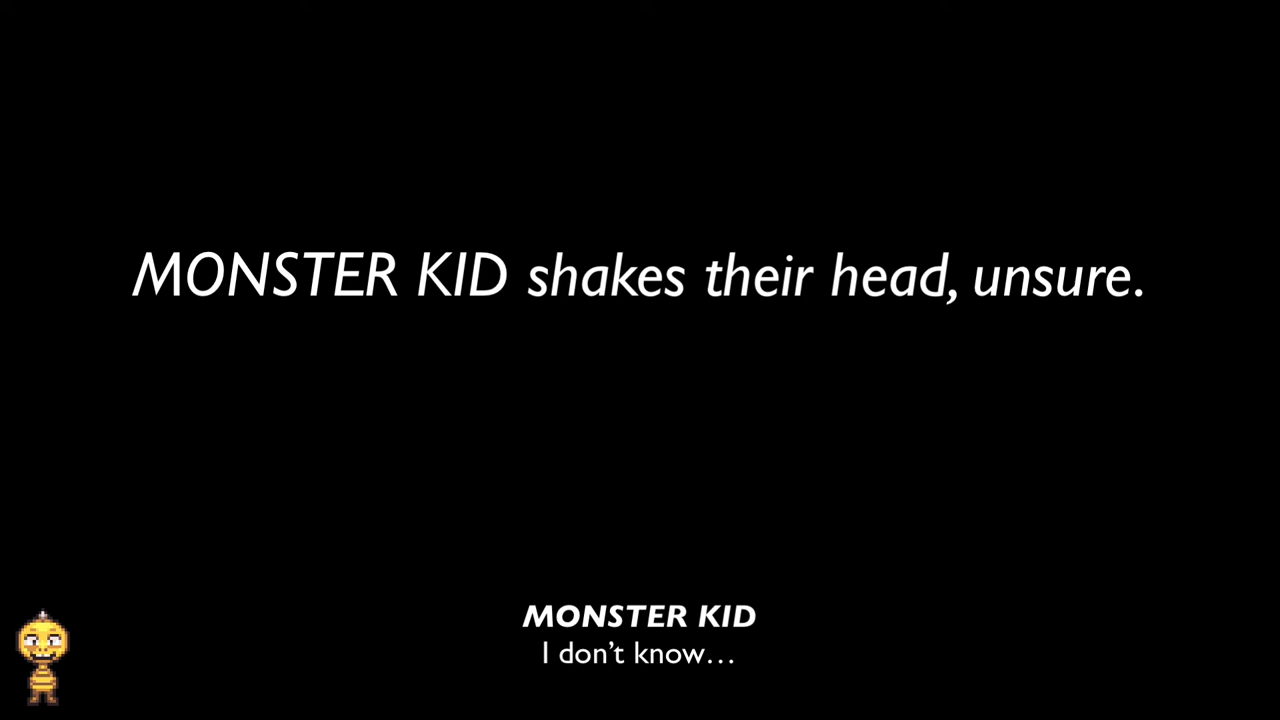 MONSTER KID shakes their head, unsure.
MONSTER KID
I don’t know…